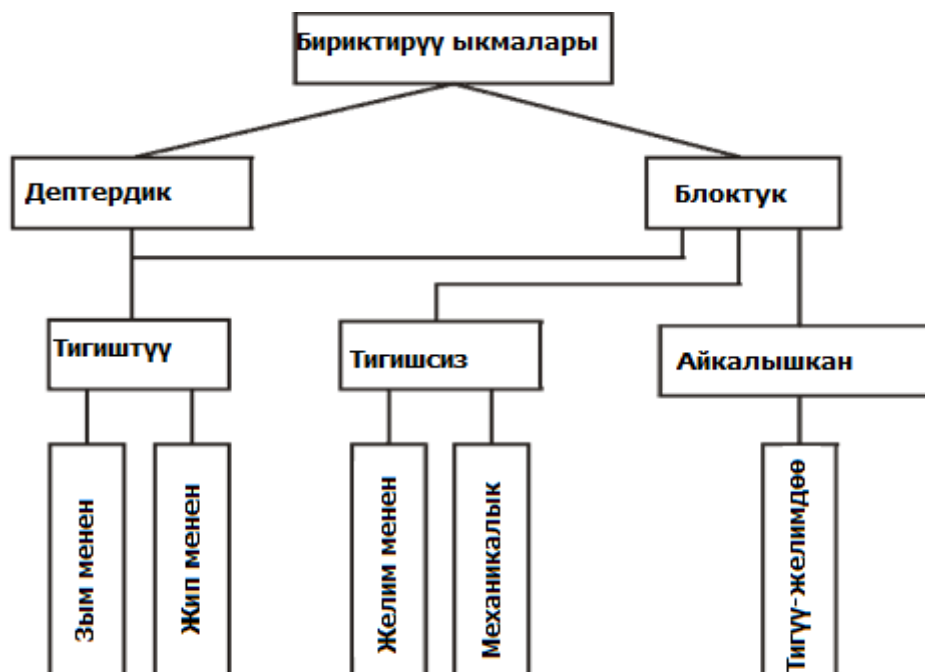 Бириктирүү ыкмалары
Дептердик
Блоктук
Тигиштүү
Тигишсиз
Айкалышкан
Зым менен
Жип менен
Желим менен
Механикалык
Тигүү-желимдөө